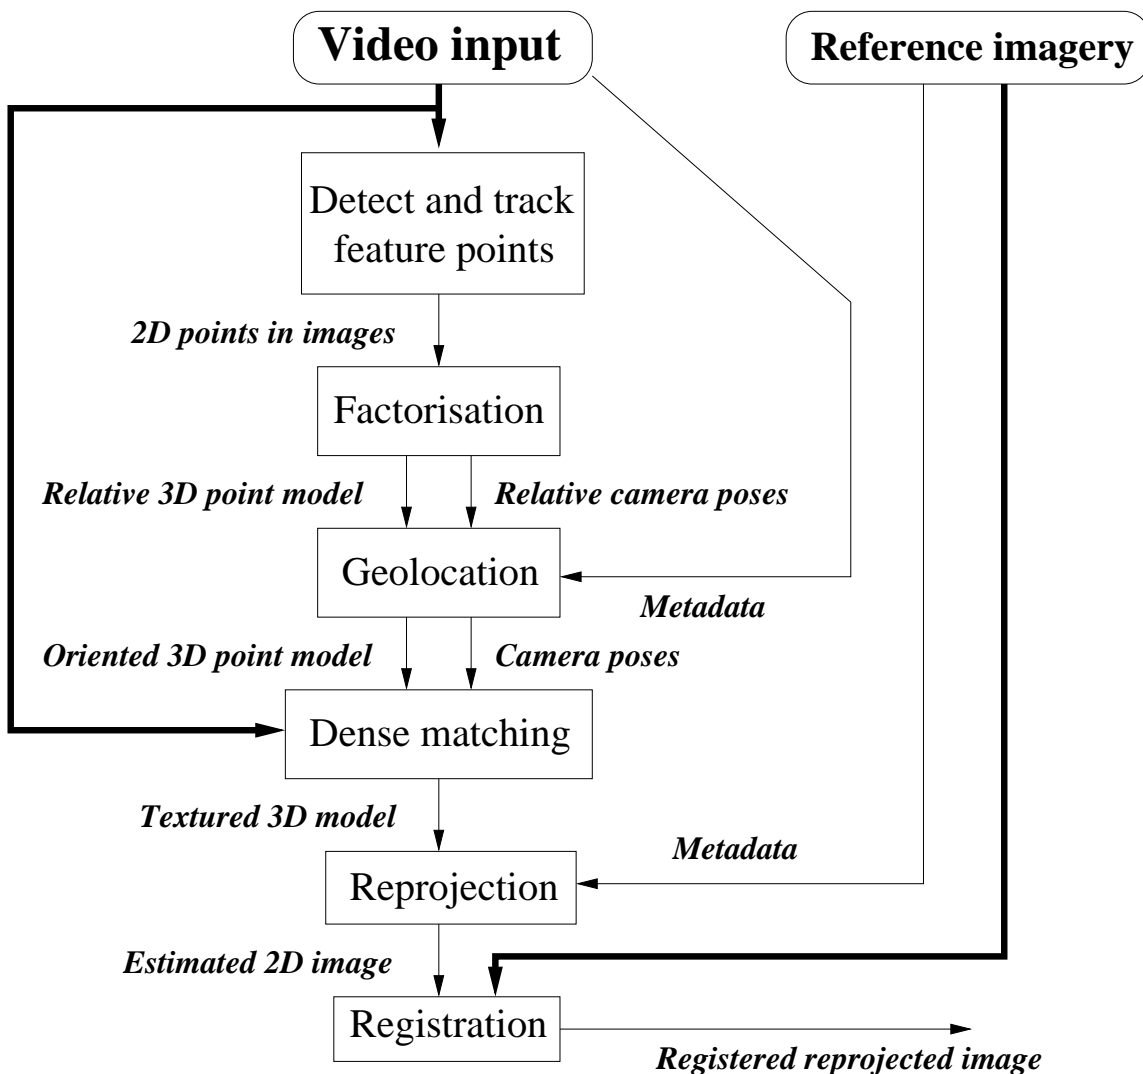 Video input
Reference imagery
Detect and track
feature points
2D points in images
Factorisation
Relative 3D point model
Relative camera poses
Geolocation
Metadata
Oriented 3D point model
Camera poses
Dense matching
Textured 3D model
Metadata
Reprojection
Estimated 2D image
Registration
Registered reprojected image